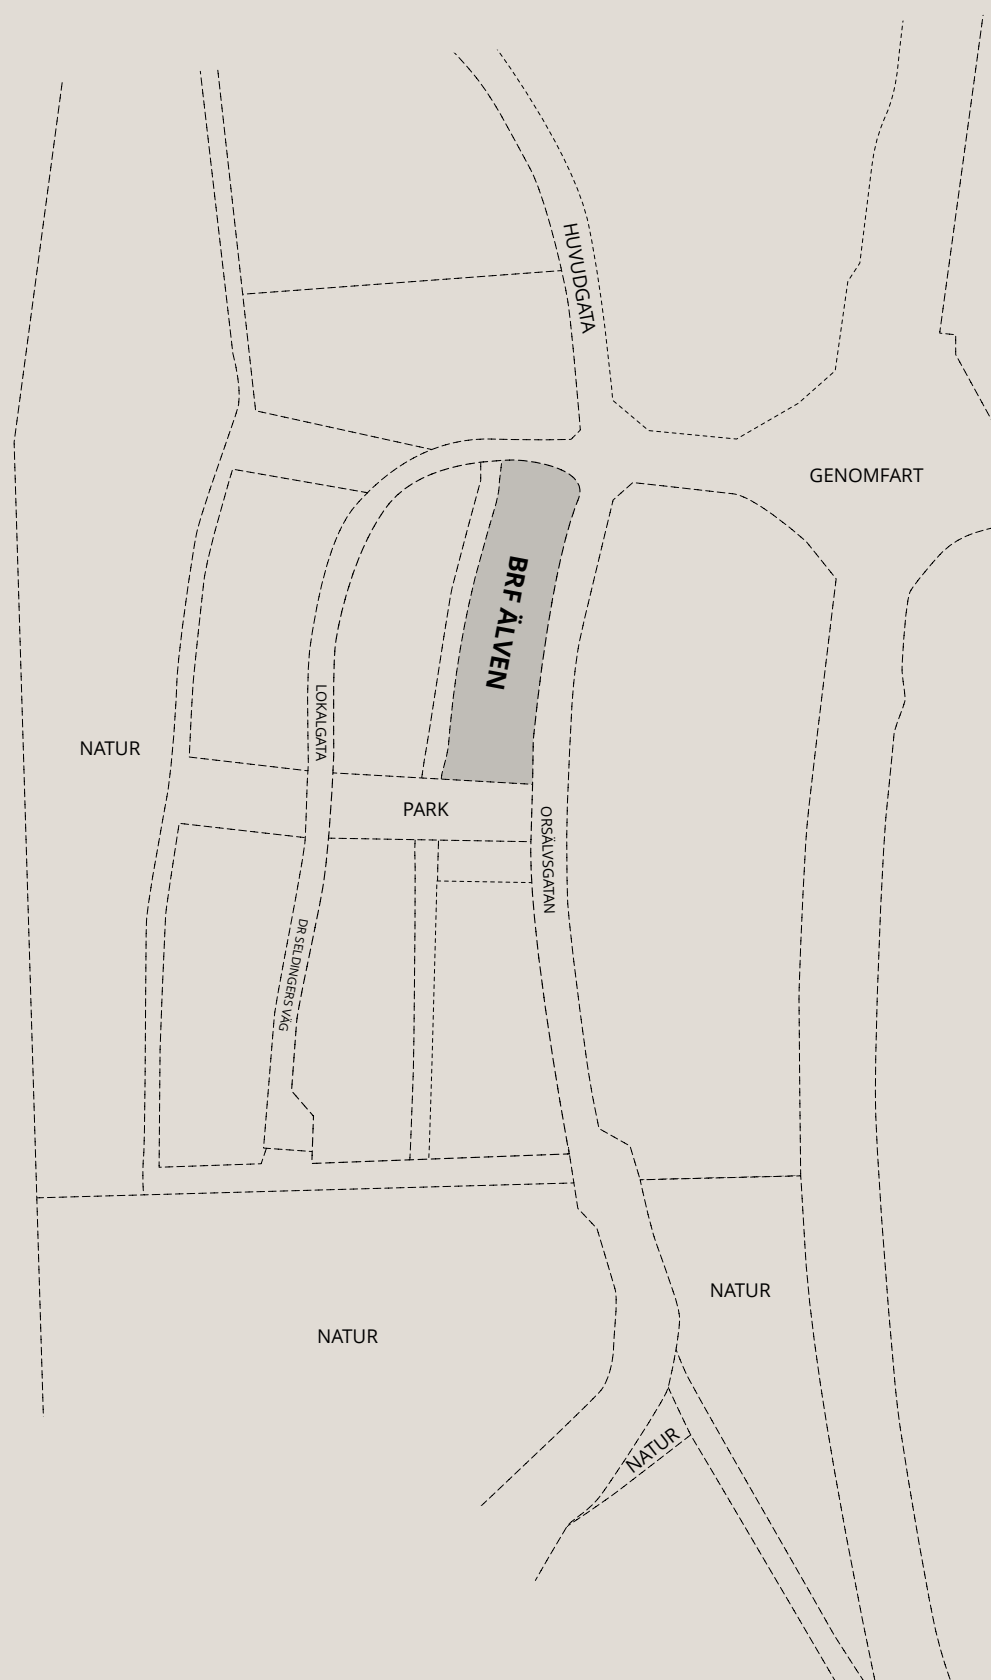 HUVUDGATA
GENOMFART
BRF ÄLVEN
LOKALGATA
NATUR
PARK
ORSÄLVSGATAN
DR SELDINGERS VÄG
NATUR
NATUR
NATUR